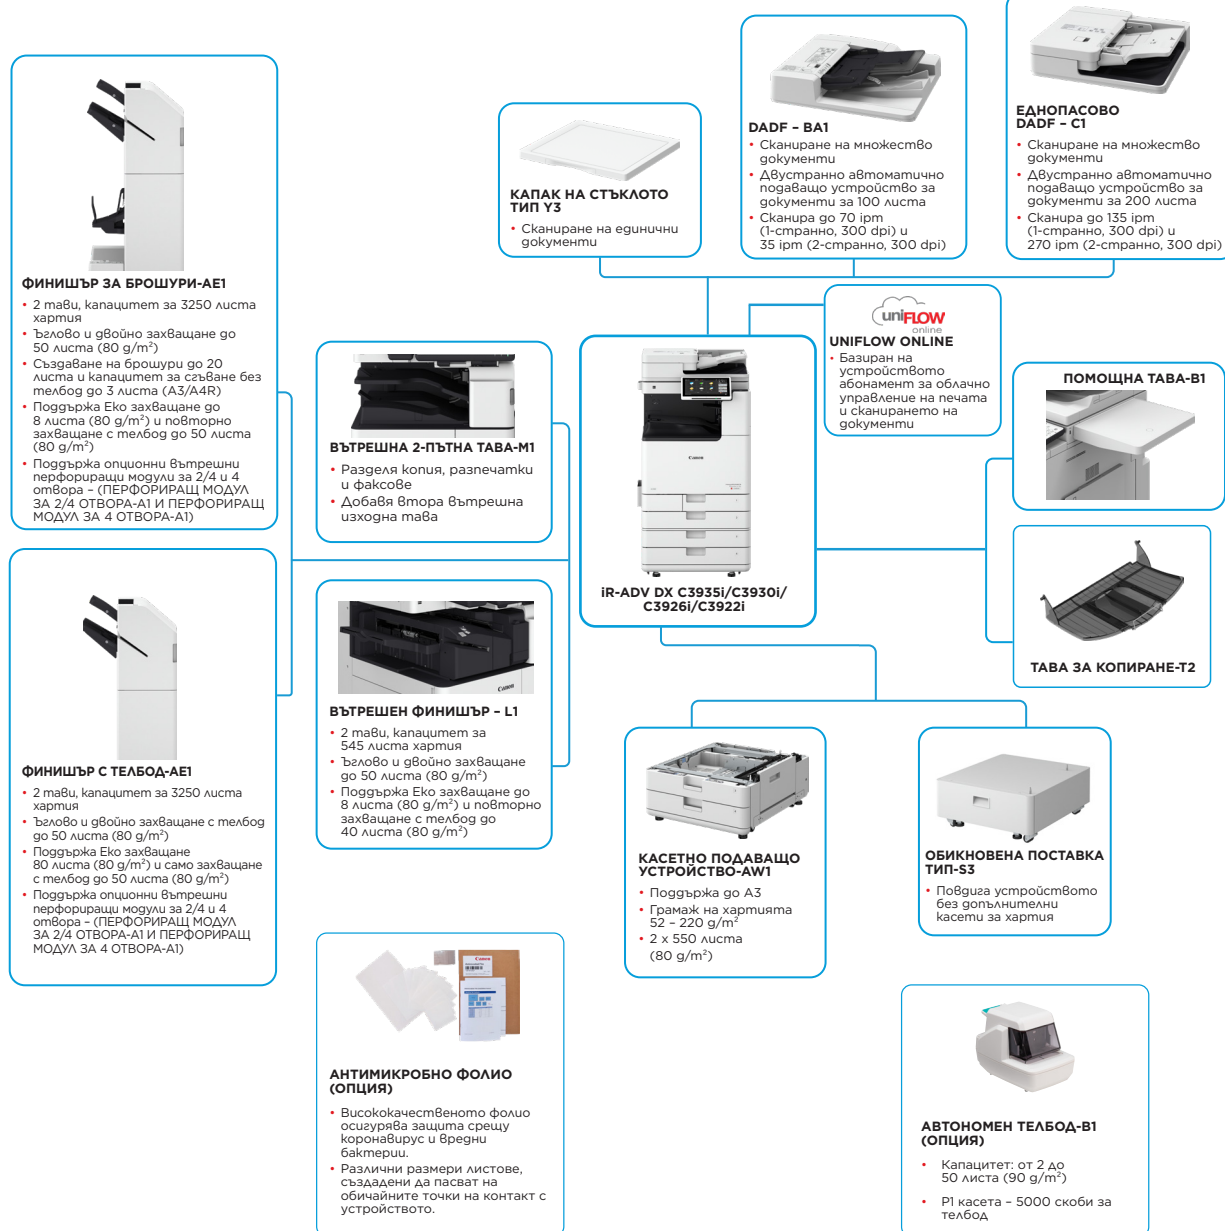 ФИНИШЪР ЗА БРОШУРИ-AE1
• 2 тави, капацитет за 3250 листа
хартия
• Ъглово и двойно захващане до
50 листа (80 g/m²)
• Създаване на брошури до 20
листа и капацитет за сгъване без
телбод до 3 листа (A3/A4R)
• Поддържа Еко захващане до
8 листа (80 g/m²) и повторно
захващане с телбод до 50 листа
(80 g/m²)
• Поддържа опционни вътрешни
перфориращи модули за 2/4 и 4
отвора – (ПЕРФОРИРАЩ МОДУЛ
ЗА 2/4 ОТВОРА-A1 И ПЕРФОРИРАЩ
МОДУЛ ЗА 4 ОТВОРА-A1)
ФИНИШЪР С ТЕЛБОД-AE1
• 2 тави, капацитет за 3250 листа
хартия
• Ъглово и двойно захващане с телбод
до 50 листа (80 g/m²)
• Поддържа Еко захващане
80 листа (80 g/m²) и само захващане
с телбод до 50 листа (80 g/m²)
• Поддържа опционни вътрешни
перфориращи модули за 2/4 и 4
отвора – (ПЕРФОРИРАЩ МОДУЛ
ЗА 2/4 ОТВОРА-A1 И ПЕРФОРИРАЩ
МОДУЛ ЗА 4 ОТВОРА-A1)
КАПАК НА СТЪКЛОТО
ТИП Y3
• Сканиране на единични
документи
DADF – BA1
• Сканиране на множество
документи
• Двустранно автоматично
подаващо устройство за
документи за 100 листа
• Сканира до 70 ipm
(1-странно, 300 dpi) и
35 ipm (2-странно, 300 dpi)
ЕДНОПАСОВО
DADF – C1
• Сканиране на множество
документи
• Двустранно автоматично
подаващо устройство за
документи за 200 листа
• Сканира до 135 ipm
(1-странно, 300 dpi) и
270 ipm (2-странно, 300 dpi)
uniFLOW
online
UNIFLOW ONLINE
• Базиран на
устройството
абонамент за облачно
управление на печата
и сканирането на
документи
ВЪТРЕШНА 2-ПЪТНА ТАВА-M1
• Разделя копия, разпечатки
и факсове
• Добавя втора вътрешна
изходна тава
Canon
iR-ADV DX C3935i/C3930i/
C3926i/C3922i
ПОМОЩНА ТАВА-B1
ТАВА ЗА КОПИРАНЕ-T2
Canon
ВЪТРЕШЕН ФИНИШЪР – L1
• 2 тави, капацитет за
545 листа хартия
• Ъглово и двойно захващане
до 50 листа (80 g/m²)
• Поддържа Еко захващане до
8 листа (80 g/m²) и повторно
захващане с телбод до
40 листа (80 g/m²)
КАСЕТНО ПОДАВАЩО
УСТРОЙСТВО-AW1
• Поддържа до A3
• Грамаж на хартията
52 – 220 g/m²
• 2 x 550 листа
(80 g/m²)
ОБИКНОВЕНА ПОСТАВКА
ТИП-S3
• Повдига устройството
без допълнителни
касети за хартия
Canon
АНТИМИКРОБНО ФОЛИО
(ОПЦИЯ)
• Висококачественото фолио
осигурява защита срещу
коронавирус и вредни
бактерии.
• Различни размери листове,
създадени да пасват на
обичайните точки на контакт с
устройството.
АВТОНОМЕН ТЕЛБОД-B1
(ОПЦИЯ)
• Капацитет: от 2 до
50 листа (90 g/m²)
• P1 касета – 5000 скоби за
телбод